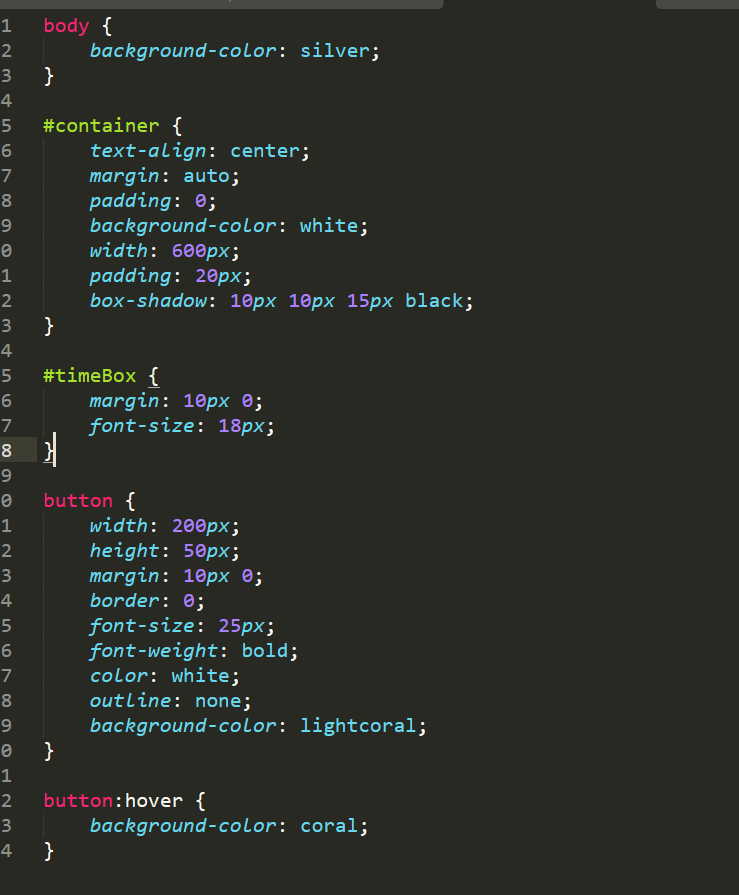 1 body {
2 background-color: silver;
3 }
4
5 #container {
6 text-align: center;
7 margin: auto;
8 padding: 0;
9 background-color: white;
0 width: 600px;
1 padding: 20px;
2 box-shadow: 10px 10px 15px black;
3 }
4
5 #timeBox {
6 margin: 10px 0;
7 font-size: 18px;
8 }
9
0 button {
1 width: 200px;
2 height: 50px;
3 margin: 10px 0;
4 border: 0;
5 font-size: 25px;
6 font-weight: bold;
7 color: white;
8 outline: none;
9 background-color: lightcoral;
0 }
1
2 button:hover {
3 background-color: coral;
4 }